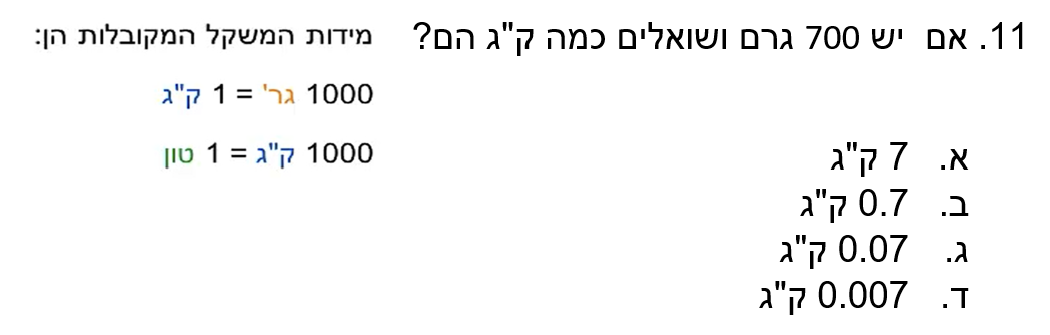 11. אם יש 700 גרם ושואלים כמה ק"ג הם?
א. 7 ק"ג
ב. 0.7 ק"ג
ג. 0.07 ק"ג
ד. 0.007 ק"ג
מידות המשקל המקובלות הן:
1000 גר' = 1 ק"ג
1000 ק"ג = 1 טון